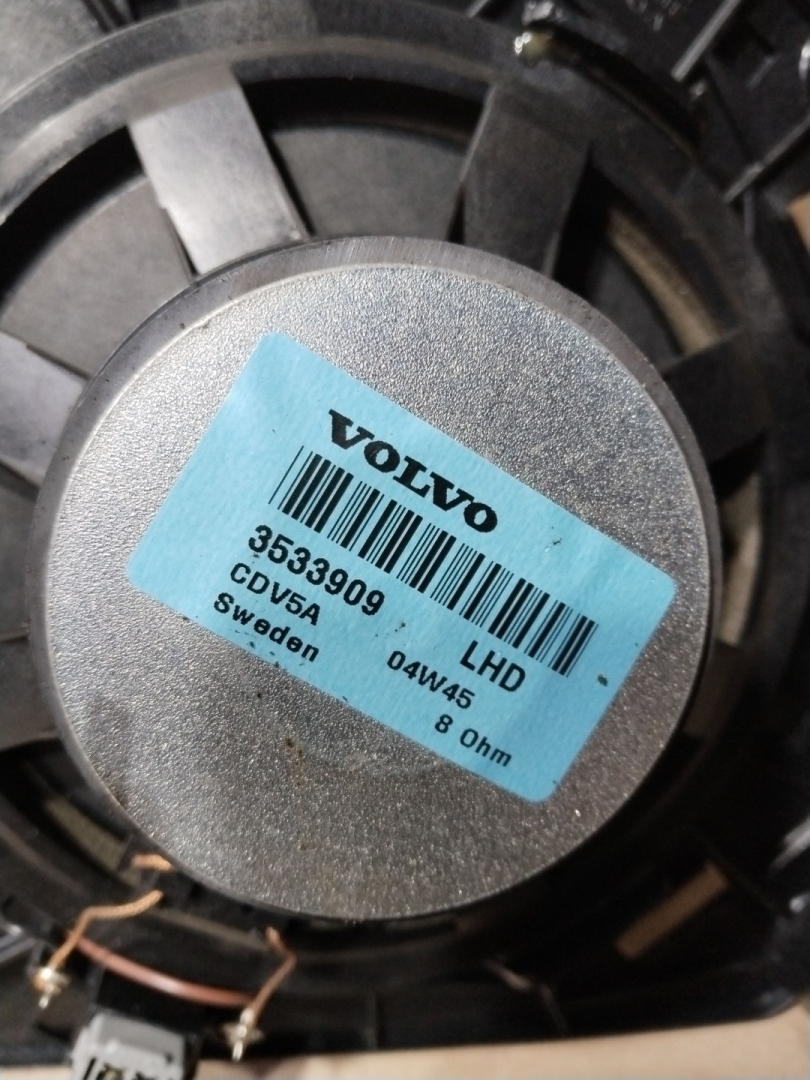 VOLVO
3533909
LHD
CDV5A
04W45
Sweden
8 Ohm